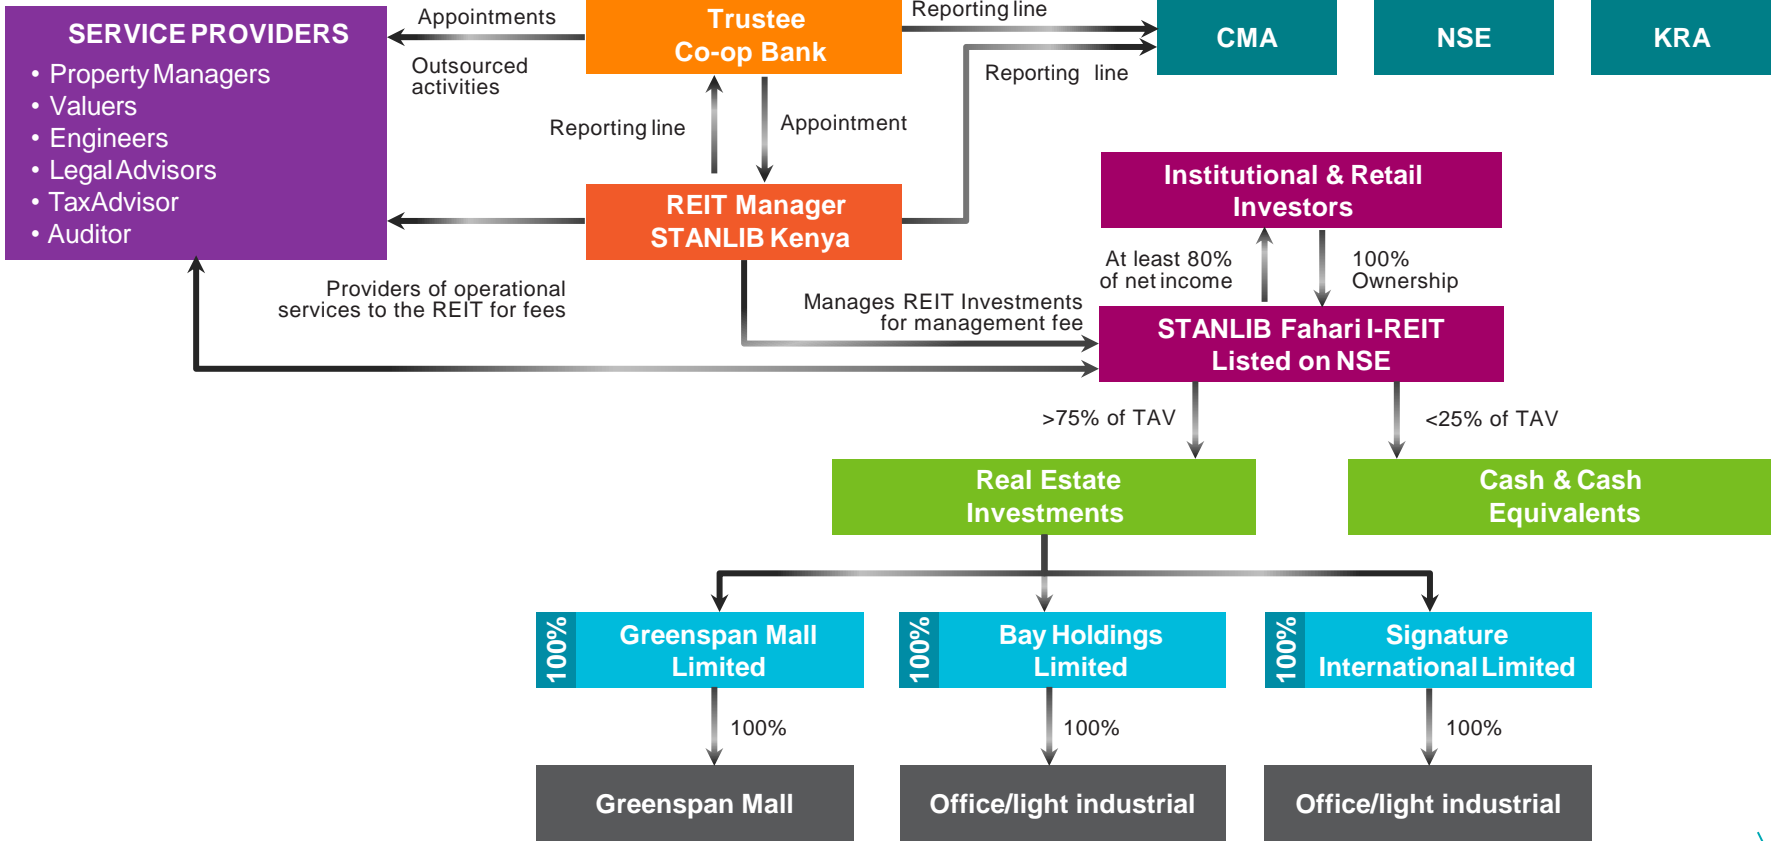 SERVICE PROVIDERS
• Property Managers
• Valuers
• Engineers
• Legal Advisors
• Tax Advisor
• Auditor
Appointments
Outsourced
activities
Trustee
Co-op Bank
Reporting line
Reporting line
CMA
NSE
KRA
Reporting line
Appointment
REIT Manager
STANLIB Kenya
Institutional & Retail
Investors
At least 80%
of net income
100%
Ownership
Providers of operational
services to the REIT for fees
Manages REIT Investments
for management fee
STANLIB Fahari I-REIT
Listed on NSE
>75% of TAV
<25% of TAV
Real Estate
Investments
Cash & Cash
Equivalents
100%
Greenspan Mall
Limited
100%
Bay Holdings
Limited
100%
Signature
International Limited
100%
100%
100%
Greenspan Mall
Office/light industrial
Office/light industrial